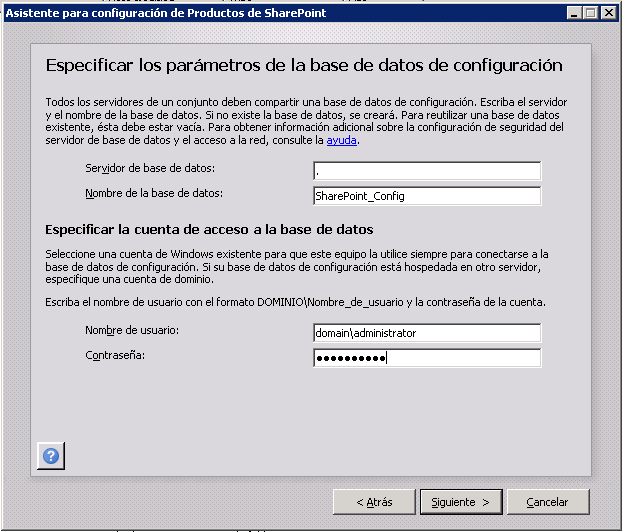 Asistente para configuración de Productos de SharePoint
Especificar los parámetros de la base de datos de configuración
Todos los servidores de un conjunto deben compartir una base de datos de configuración. Escriba el servidor
y el nombre de la base de datos. Si no existe la base de datos, se creará. Para reutilizar una base de datos
existente, ésta debe estar vacía. Para obtener información adicional sobre la configuración de seguridad del
servidor de base de datos y el acceso a la red, consulte la ayuda.
Servidor de base de datos: .
Nombre de la base de datos: SharePoint_Config
Especificar la cuenta de acceso a la base de datos
Seleccione una cuenta de Windows existente para que este equipo la utilice siempre para conectarse a la
base de datos de configuración. Si su base de datos de configuración está hospedada en otro servidor,
especifique una cuenta de dominio.
Escriba el nombre de usuario con el formato DOMINIO\Nombre_de_usuario y la contraseña de la cuenta.
Nombre de usuario: domain\administrator
Contraseña: ●●●●●●●●●●
?
< Atrás Siguiente > Cancelar